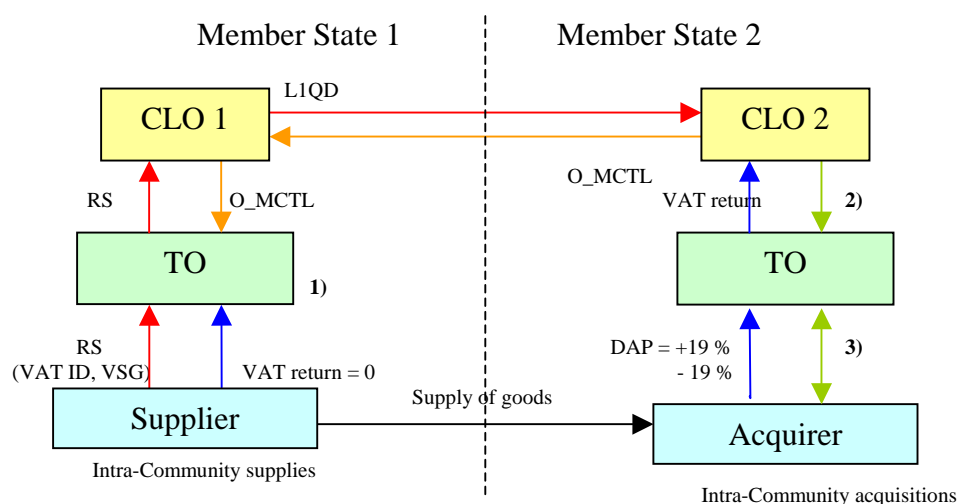 Member State 1
Member State 2
L1QD
CLO 1
CLO 2
O_MCTL
RS
O_MCTL
VAT return
2)
TO
TO
1)
RS
(VAT ID, VSG)
VAT return = 0
DAP = +19 %
- 19 %
3)
Supply of goods
Supplier
Acquirer
Intra-Community supplies
Intra-Community acquisitions